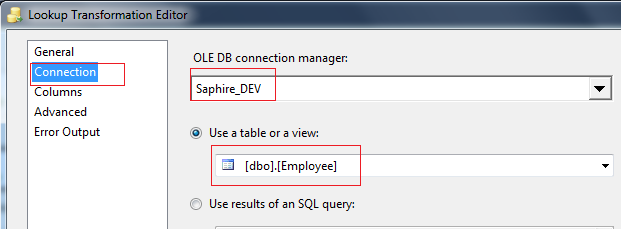 Lookup Transformation Editor
General
Connection
Columns
Advanced
Error Output
OLE DB connection manager:
Saphire_DEV
Use a table or a view:
[dbo].[Employee]
Use results of an SQL query: